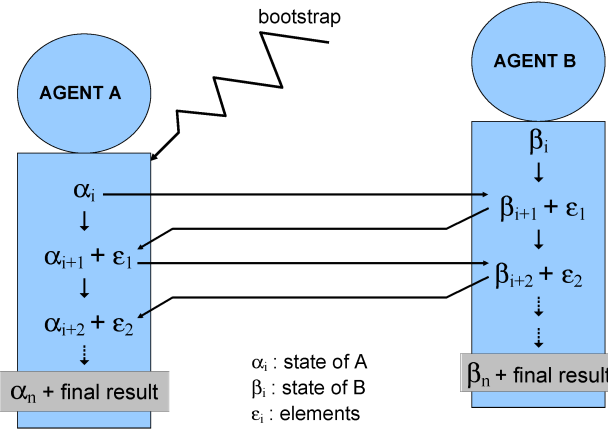 bootstrap
AGENT A
AGENT B
βi
αi
βi+1 + ε1
αi+1 + ε1
βi+2 + ε2
αi+2 + ε2
αn + final result
βn + final result
αi : state of A
βi : state of B
εi : elements